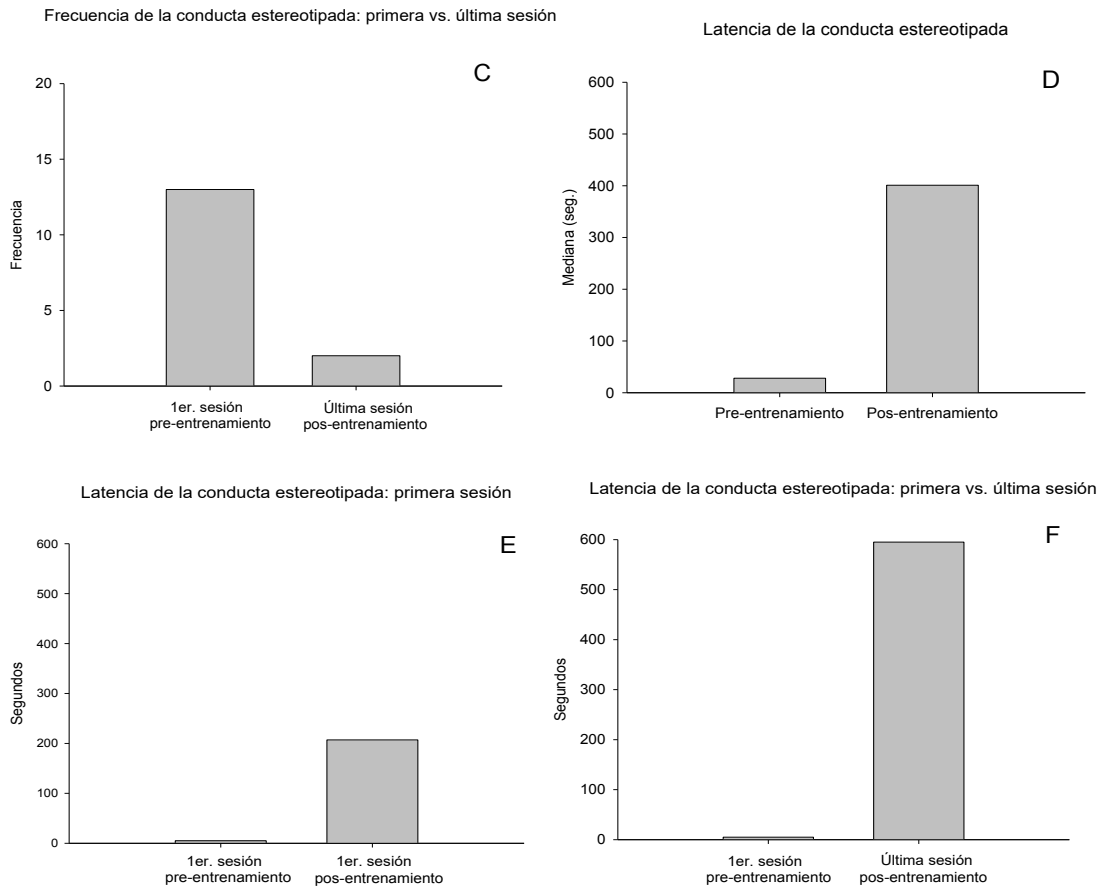 Frecuencia de la conducta estereotipada: primera vs. última sesión
C
20
15
10
5
0
Frecuencia
1er. sesión
pre-entrenamiento
Última sesión
pos-entrenamiento
Latencia de la conducta estereotipada
D
600
500
400
300
200
100
0
Mediana (seg.)
Pre-entrenamiento
Pos-entrenamiento
Latencia de la conducta estereotipada: primera sesión
E
600
500
400
300
200
100
0
Segundos
1er. sesión
pre-entrenamiento
1er. sesión
pos-entrenamiento
Latencia de la conducta estereotipada: primera vs. última sesión
F
600
500
400
300
200
100
0
Segundos
1er. sesión
pre-entrenamiento
Última sesión
pos-entrenamiento